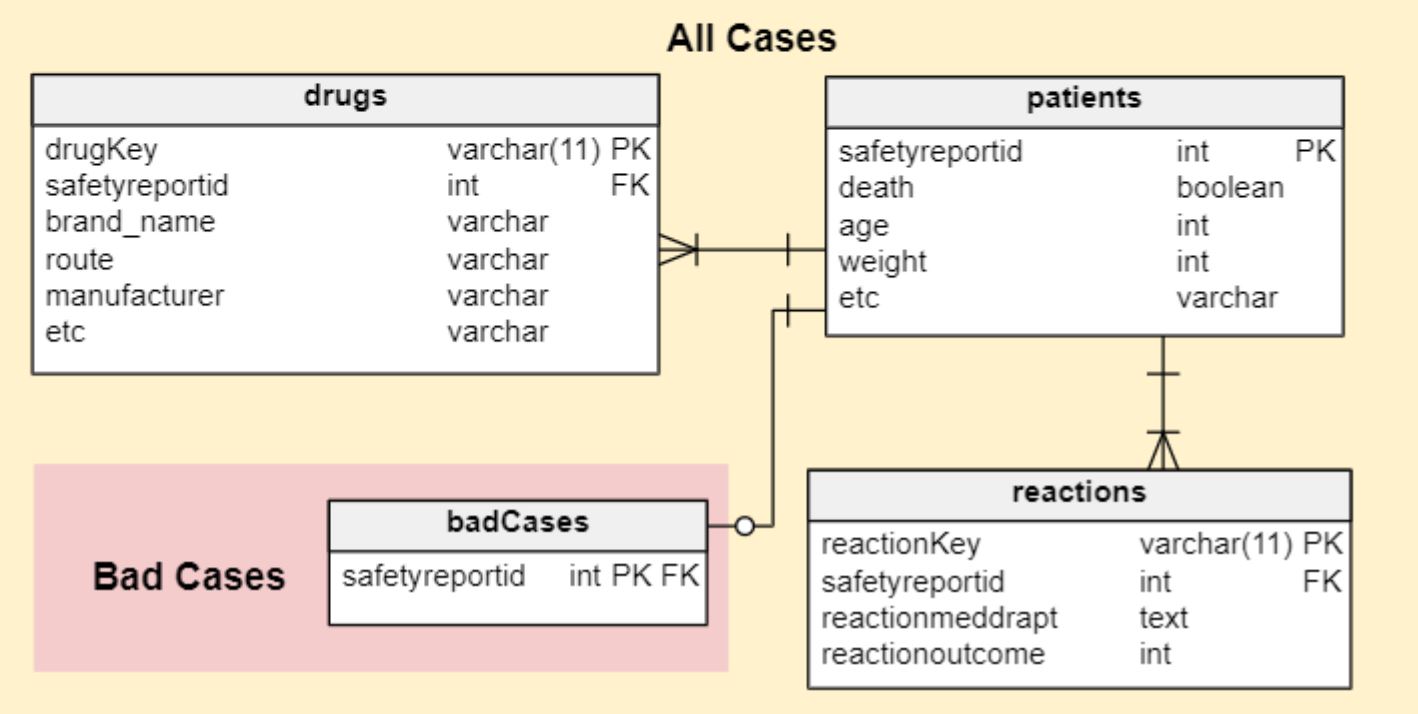 All Cases
drugs
drugKey varchar(11) PK
safetyreportid int FK
brand_name varchar
route varchar
manufacturer varchar
etc varchar
patients
safetyreportid int PK
death boolean
age int
weight int
etc varchar
Bad Cases
badCases
safetyreportid int PK FK
reactions
reactionKey varchar(11) PK
safetyreportid int FK
reactionmeddrapt text
reactionoutcome int